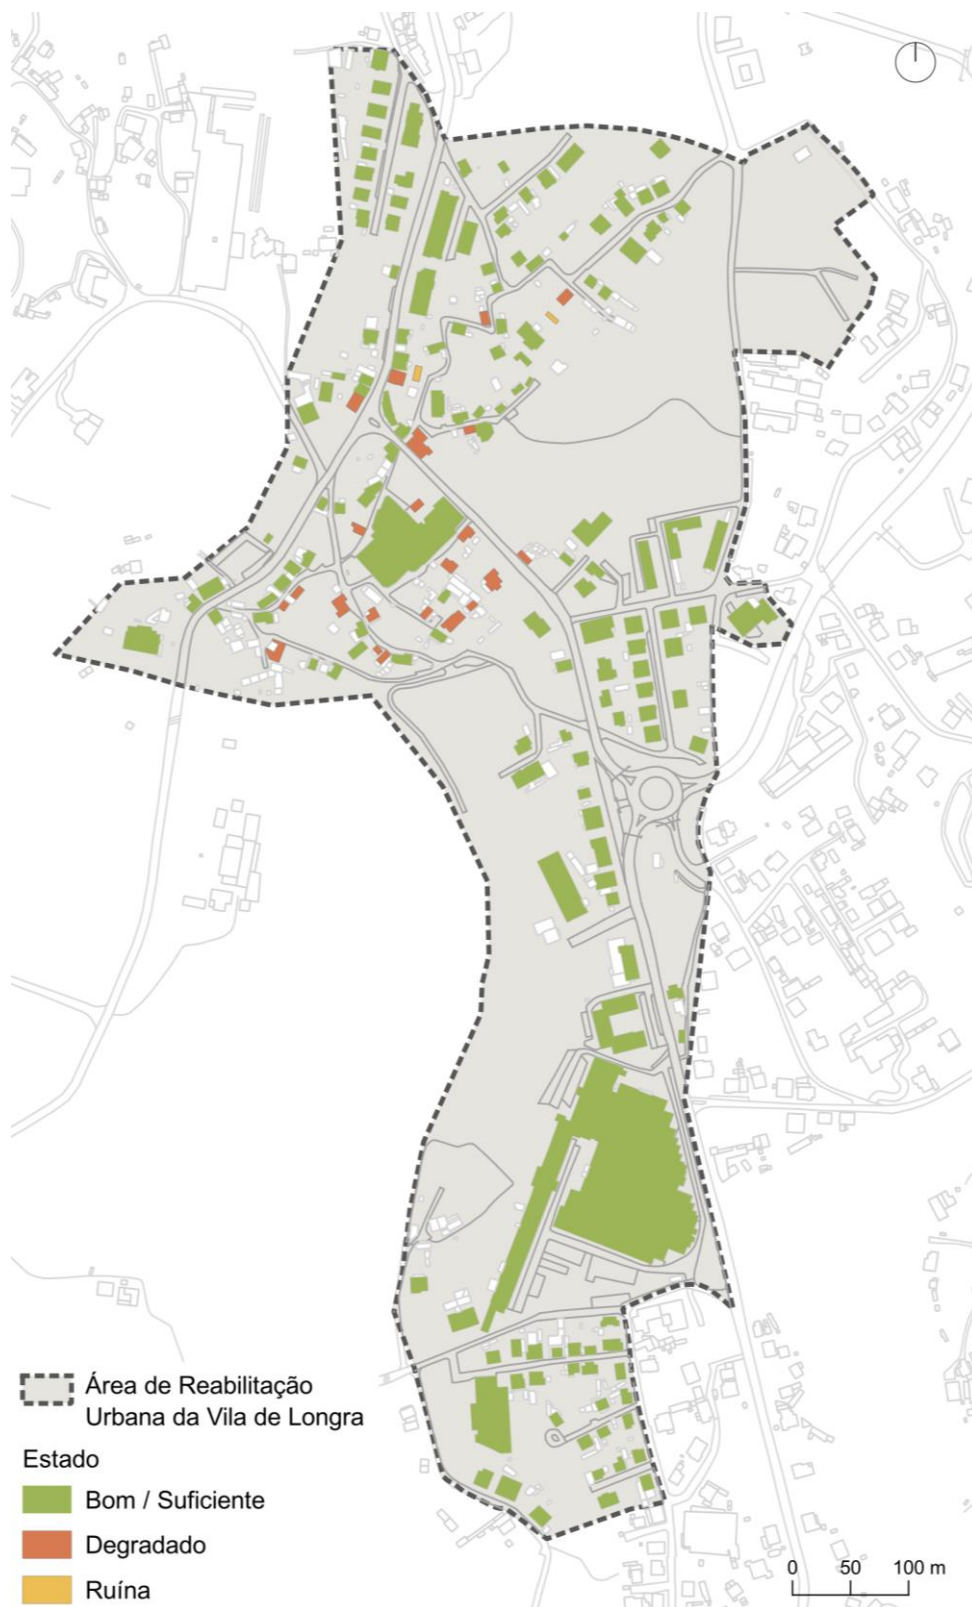 Área de Reabilitação
Urbana da Vila de Longra
Estado
Bom / Suficiente
Degradado
Ruína
0 50 100 m